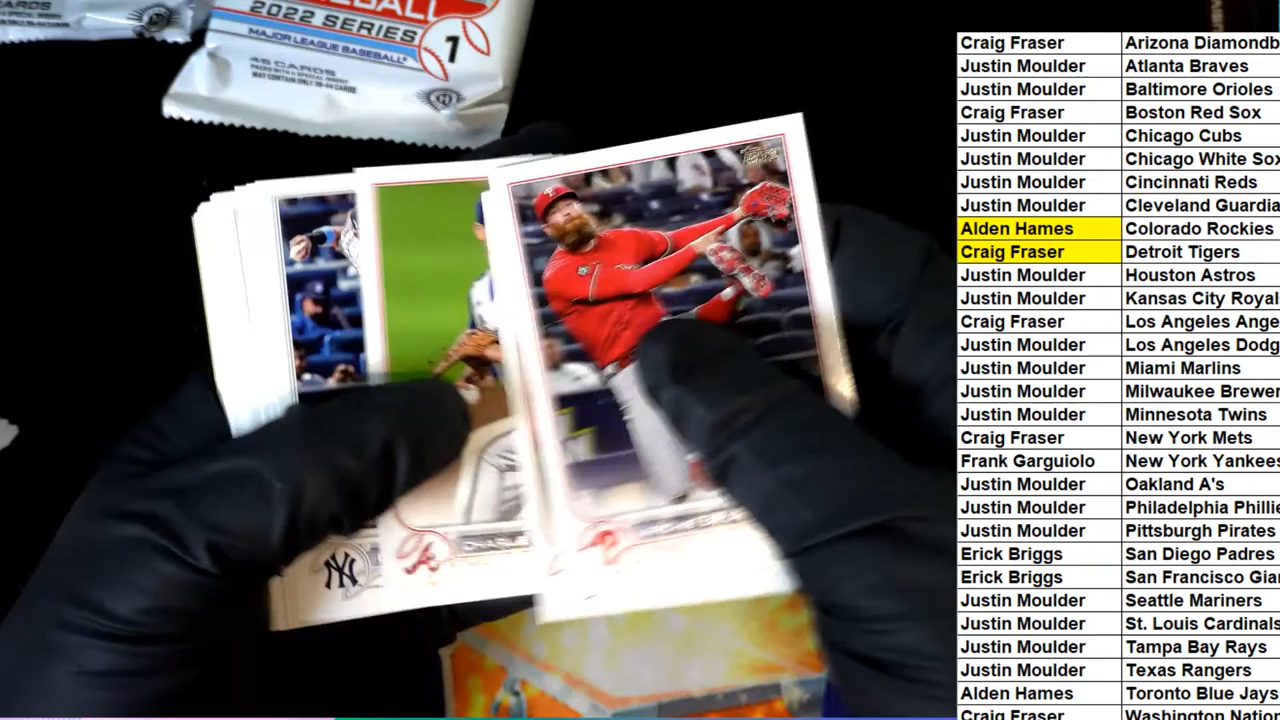 CARDS
BASEBALL
2022 SERIES
1
MAJOR LEAGUE BASEBALL
46 CARDS
NY
P
Craig Fraser Arizona Diamondb
Justin Moulder Atlanta Braves
Justin Moulder Baltimore Orioles
Craig Fraser Boston Red Sox
Justin Moulder Chicago Cubs
Justin Moulder Chicago White Sox
Justin Moulder Cincinnati Reds
Justin Moulder Cleveland Guardia
Alden Hames Colorado Rockies
Craig Fraser Detroit Tigers
Justin Moulder Houston Astros
Justin Moulder Kansas City Royal
Craig Fraser Los Angeles Ange
Justin Moulder Los Angeles Dodg
Justin Moulder Miami Marlins
Justin Moulder Milwaukee Brewer
Justin Moulder Minnesota Twins
Craig Fraser New York Mets
Frank Garguiolo New York Yankees
Justin Moulder Oakland A's
Justin Moulder Philadelphia Phillie
Justin Moulder Pittsburgh Pirates
Erick Briggs San Diego Padres
Erick Briggs San Francisco Gian
Justin Moulder Seattle Mariners
Justin Moulder St. Louis Cardinals
Justin Moulder Tampa Bay Rays
Justin Moulder Texas Rangers
Alden Hames Toronto Blue Jays
Craig Fraser Washington Nation